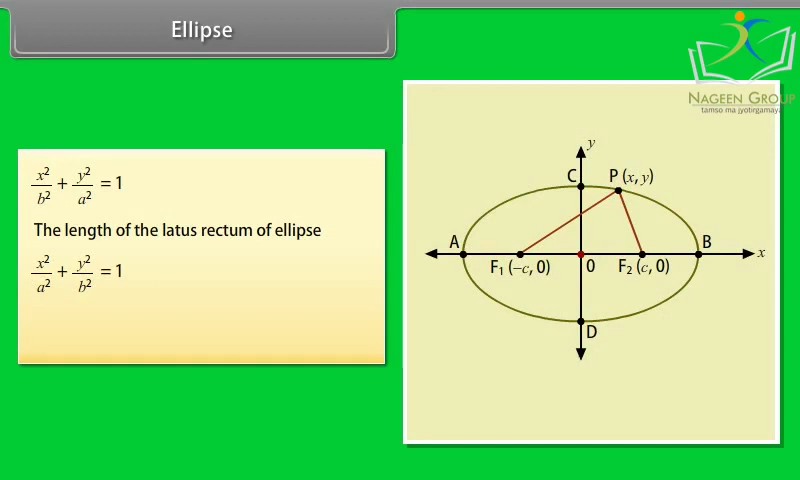 Ellipse
NAGEEN GROUP
tamso ma jyotirgamaya
x²/b² + y²/a² = 1
The length of the latus rectum of ellipse
x²/a² + y²/b² = 1
y
C P (x, y)
A B x
F₁ (−c, 0) 0 F₂ (c, 0)
D